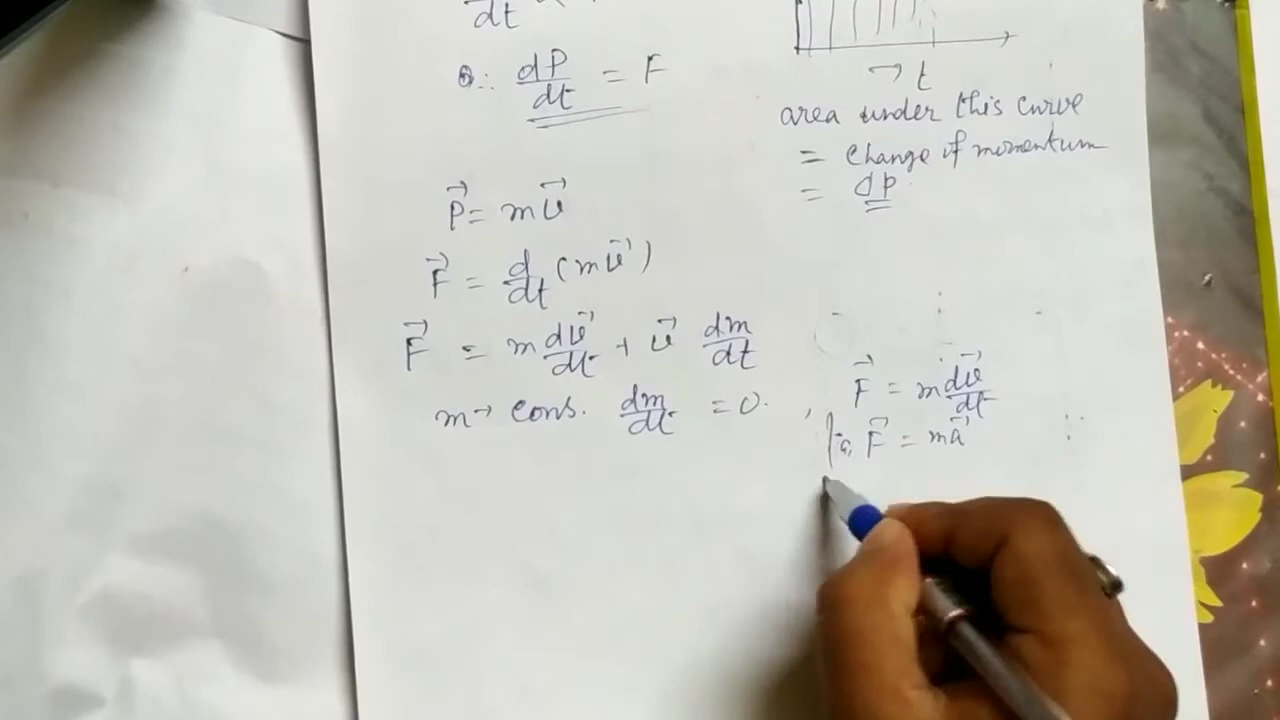 dt
∴ dP/dt = F
→ t
area under this curve
= Change of momentum
= dP
P⃗ = mv⃗
F⃗ = d/dt (mv⃗)
F⃗ = m dv⃗/dt + v⃗ dm/dt
m → cons. dm/dt = 0. ,
F⃗ = m dv⃗/dt
F⃗ = ma⃗